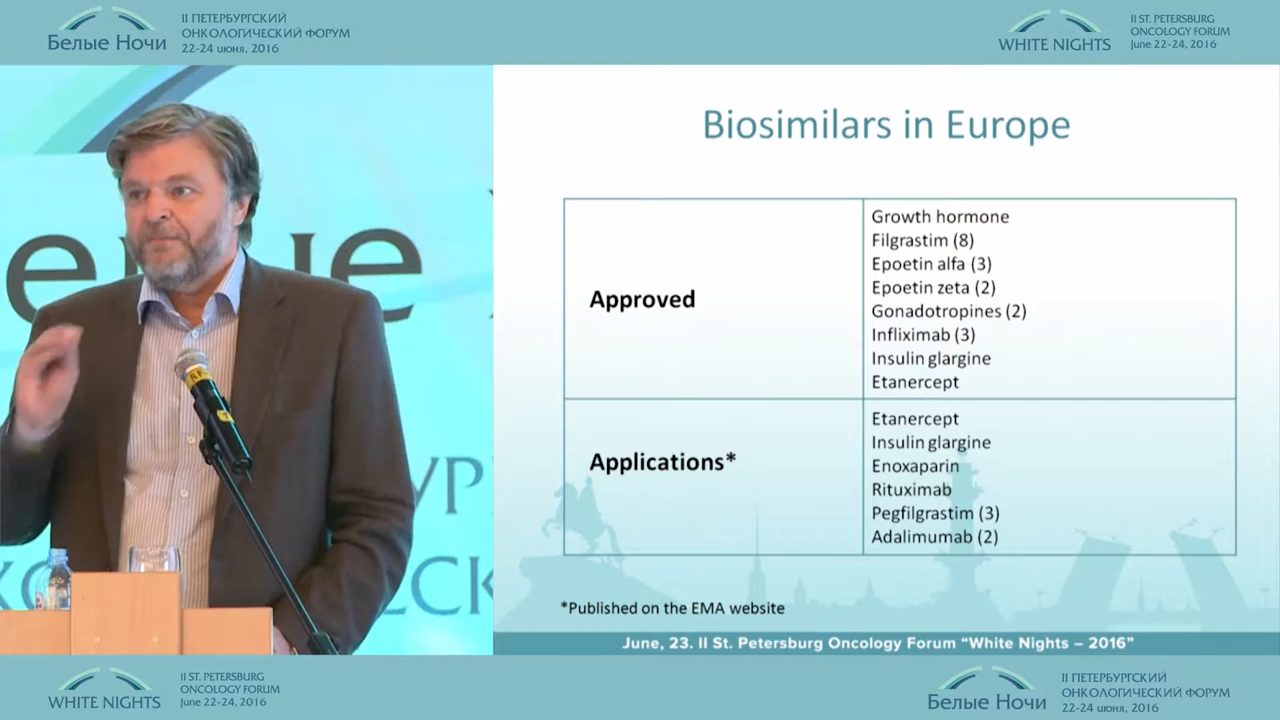 Белые Ночи
II ПЕТЕРБУРГСКИЙ
ОНКОЛОГИЧЕСКИЙ ФОРУМ
22-24 июня, 2016
WHITE NIGHTS
II ST. PETERSBURG
ONCOLOGY FORUM
June 22-24, 2016
Biosimilars in Europe
Approved
Growth hormone
Filgrastim (8)
Epoetin alfa (3)
Epoetin zeta (2)
Gonadotropines (2)
Infliximab (3)
Insulin glargine
Etanercept
Applications*
Etanercept
Insulin glargine
Enoxaparin
Rituximab
Pegfilgrastim (3)
Adalimumab (2)
*Published on the EMA website
June, 23. II St. Petersburg Oncology Forum “White Nights – 2016”
WHITE NIGHTS
II ST. PETERSBURG
ONCOLOGY FORUM
June 22-24, 2016
Белые Ночи
II ПЕТЕРБУРГСКИЙ
ОНКОЛОГИЧЕСКИЙ ФОРУМ
22-24 июня, 2016